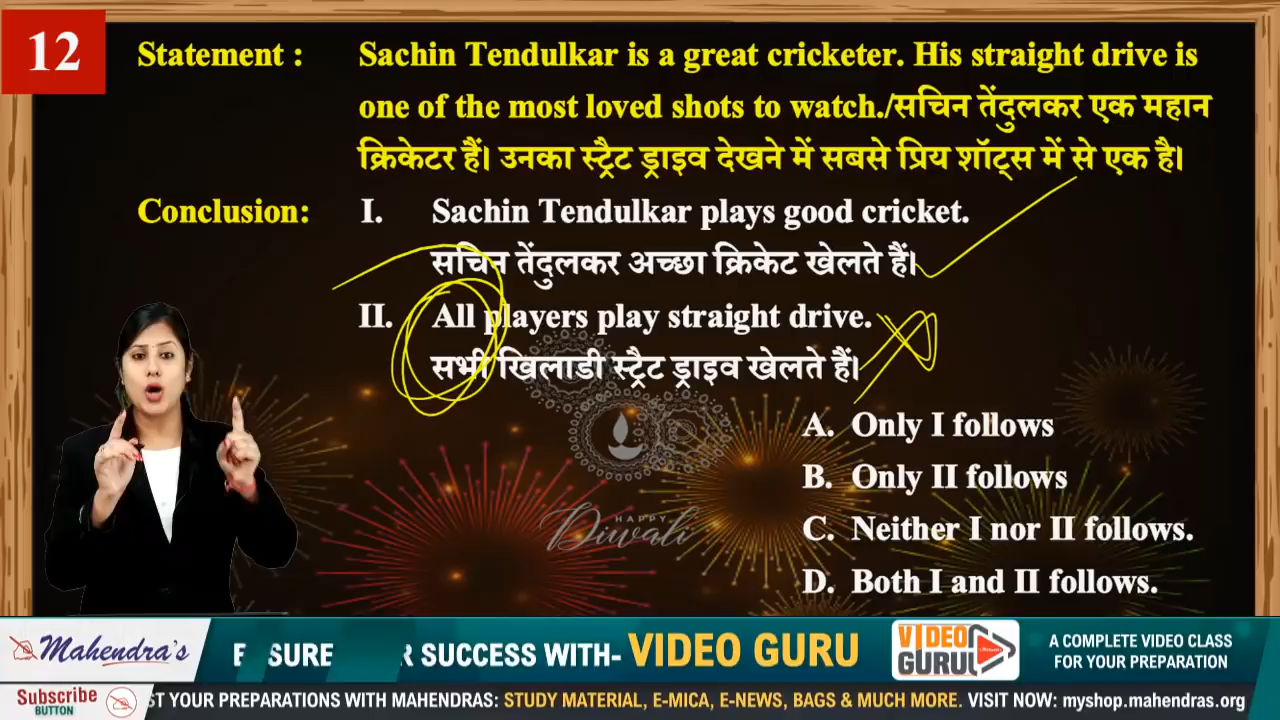 12
Statement : Sachin Tendulkar is a great cricketer. His straight drive is
one of the most loved shots to watch./सचिन तेंदुलकर एक महान
क्रिकेटर हैं। उनका स्ट्रैट ड्राइव देखने में सबसे प्रिय शॉट्स में से एक है।
Conclusion: I. Sachin Tendulkar plays good cricket.
सचिन तेंदुलकर अच्छा क्रिकेट खेलते हैं।
II. All players play straight drive.
सभी खिलाडी स्ट्रैट ड्राइव खेलते हैं।
A. Only I follows
B. Only II follows
C. Neither I nor II follows.
D. Both I and II follows.
HAPPY
Diwali
Mahendra's
SURE R SUCCESS WITH- VIDEO GURU
VIDEO
GURU
A COMPLETE VIDEO CLASS
FOR YOUR PREPARATION
Subscribe
BUTTON
ST YOUR PREPARATIONS WITH MAHENDRAS: STUDY MATERIAL, E-MICA, E-NEWS, BAGS & MUCH MORE. VISIT NOW: myshop.mahendras.org